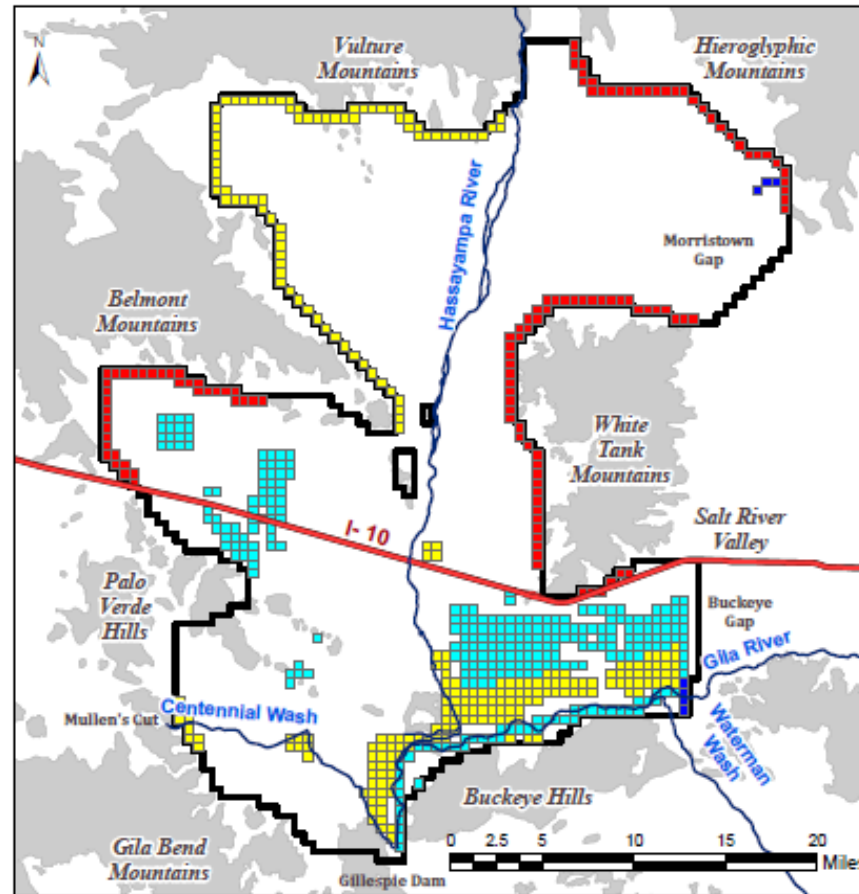 N
Vulture
Mountains
Hieroglyphic
Mountains
Hassayampa River
Morristown
Gap
Belmont
Mountains
White
Tank
Mountains
I- 10
Salt River
Valley
Palo
Verde
Hills
Buckeye
Gap
Gila River
Mullen's Cut
Centennial Wash
Waterman
Wash
Buckeye Hills
Gila Bend
Mountains
Gillespie Dam
0 2.5 5 10 15 20
Miles